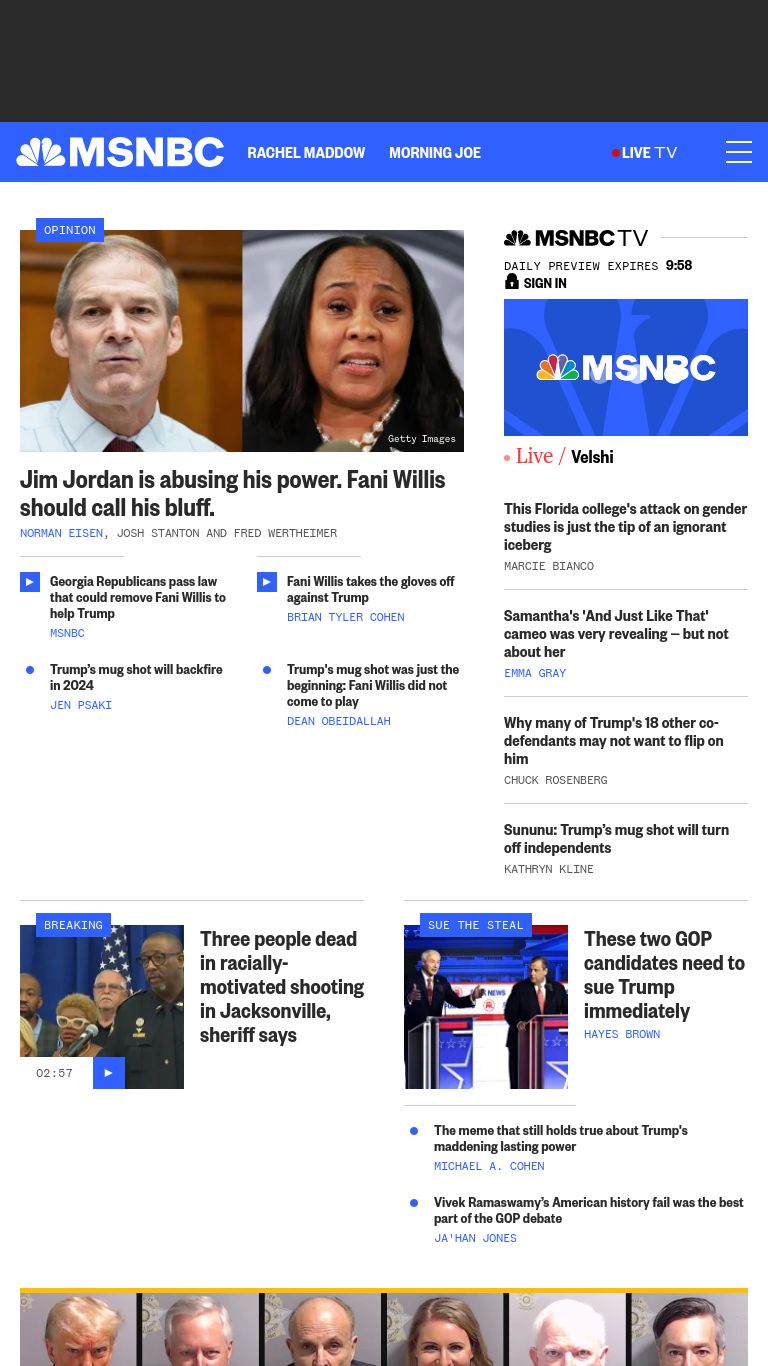 MSNBC
RACHEL MADDOW
MORNING JOE
LIVE TV
OPINION
Getty Images
Jim Jordan is abusing his power. Fani Willis
should call his bluff.
NORMAN EISEN, JOSH STANTON AND FRED WERTHEIMER
Georgia Republicans pass law
that could remove Fani Willis to
help Trump
MSNBC
Fani Willis takes the gloves off
against Trump
BRIAN TYLER COHEN
Trump’s mug shot will backfire
in 2024
JEN PSAKI
Trump's mug shot was just the
beginning: Fani Willis did not
come to play
DEAN OBEIDALLAH
MSNBC TV
DAILY PREVIEW EXPIRES 9:58
SIGN IN
MSNBC
Live / Velshi
This Florida college's attack on gender
studies is just the tip of an ignorant
iceberg
MARCIE BIANCO
Samantha's 'And Just Like That'
cameo was very revealing — but not
about her
EMMA GRAY
Why many of Trump's 18 other co-
defendants may not want to flip on
him
CHUCK ROSENBERG
Sununu: Trump’s mug shot will turn
off independents
KATHRYN KLINE
BREAKING
02:57
Three people dead
in racially-
motivated shooting
in Jacksonville,
sheriff says
SUE THE STEAL
These two GOP
candidates need to
sue Trump
immediately
HAYES BROWN
The meme that still holds true about Trump's
maddening lasting power
MICHAEL A. COHEN
Vivek Ramaswamy’s American history fail was the best
part of the GOP debate
JA'HAN JONES